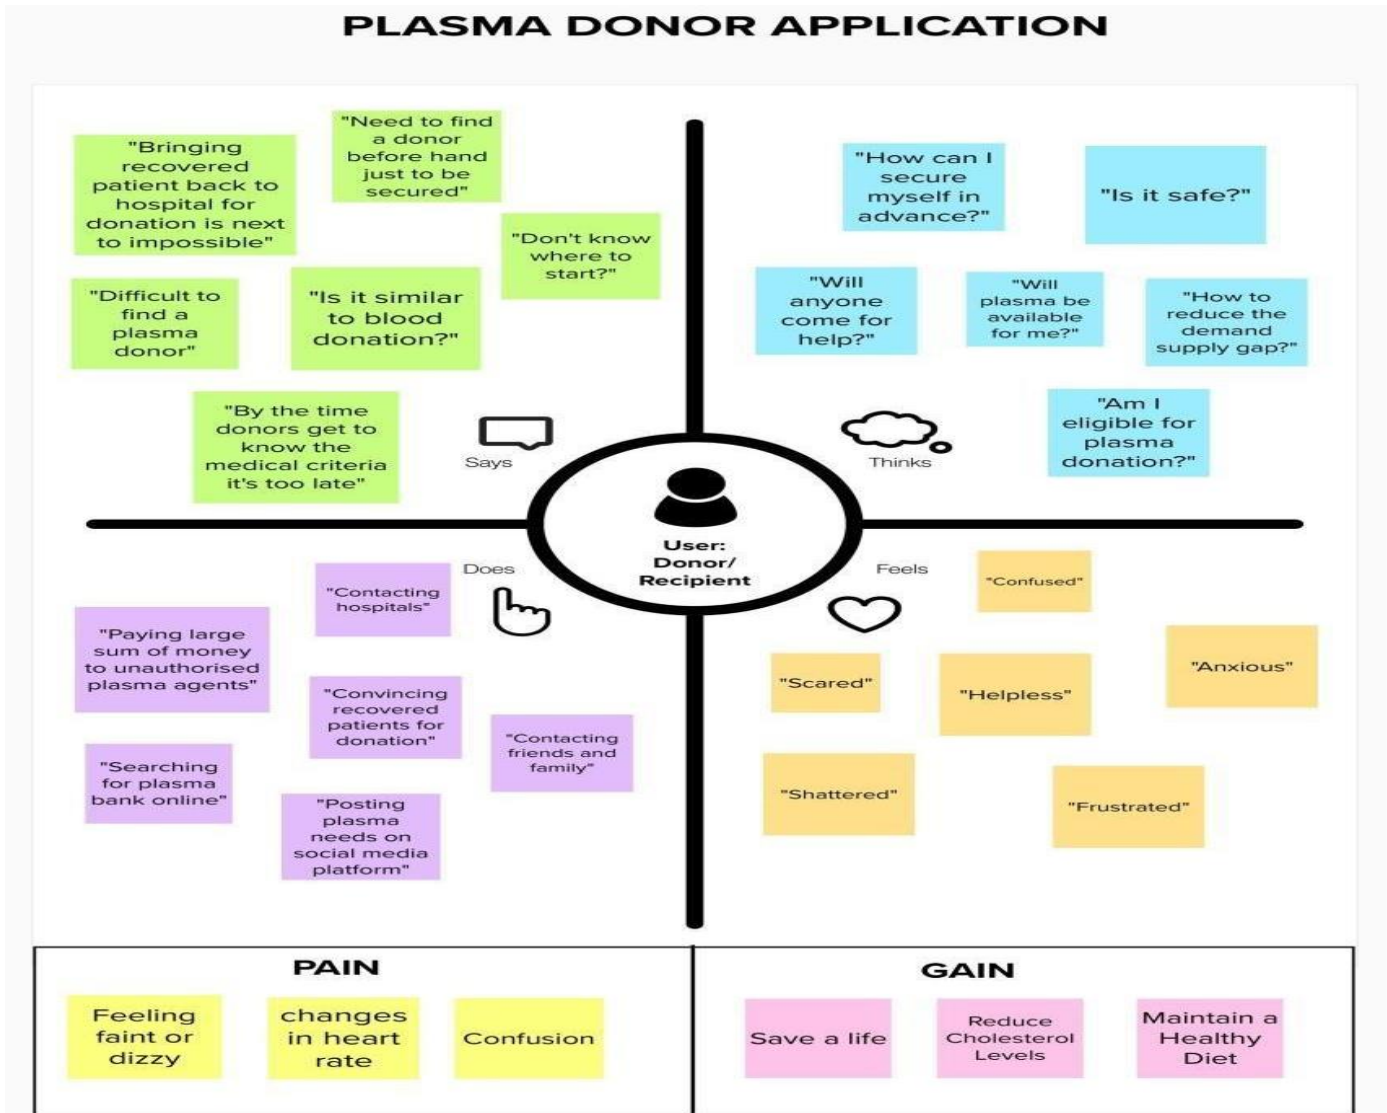 PLASMA DONOR APPLICATION
"Bringing
recovered
patient back to
hospital for
donation is next
to impossible"
"Need to find
a donor
before hand
just to be
secured"
"Don't know
where to
start?"
"Difficult to
find a
plasma
donor"
"Is it similar
to blood
donation?"
"By the time
donors get to
know the
medical criteria
it's too late"
Says
"How can I
secure
myself in
advance?"
"Is it safe?"
"Will
anyone
come for
help?"
"Will
plasma be
available
for me?"
"How to
reduce the
demand
supply gap?"
"Am I
eligible for
plasma
donation?"
Thinks
User:
Donor/
Recipient
Does
"Contacting
hospitals"
"Paying large
sum of money
to unauthorised
plasma agents"
"Convincing
recovered
patients for
donation"
"Contacting
friends and
family"
"Searching
for plasma
bank online"
"Posting
plasma
needs on
social media
platform"
Feels
"Confused"
"Anxious"
"Scared"
"Helpless"
"Shattered"
"Frustrated"
PAIN
Feeling
faint or
dizzy
changes
in heart
rate
Confusion
GAIN
Save a life
Reduce
Cholesterol
Levels
Maintain a
Healthy
Diet